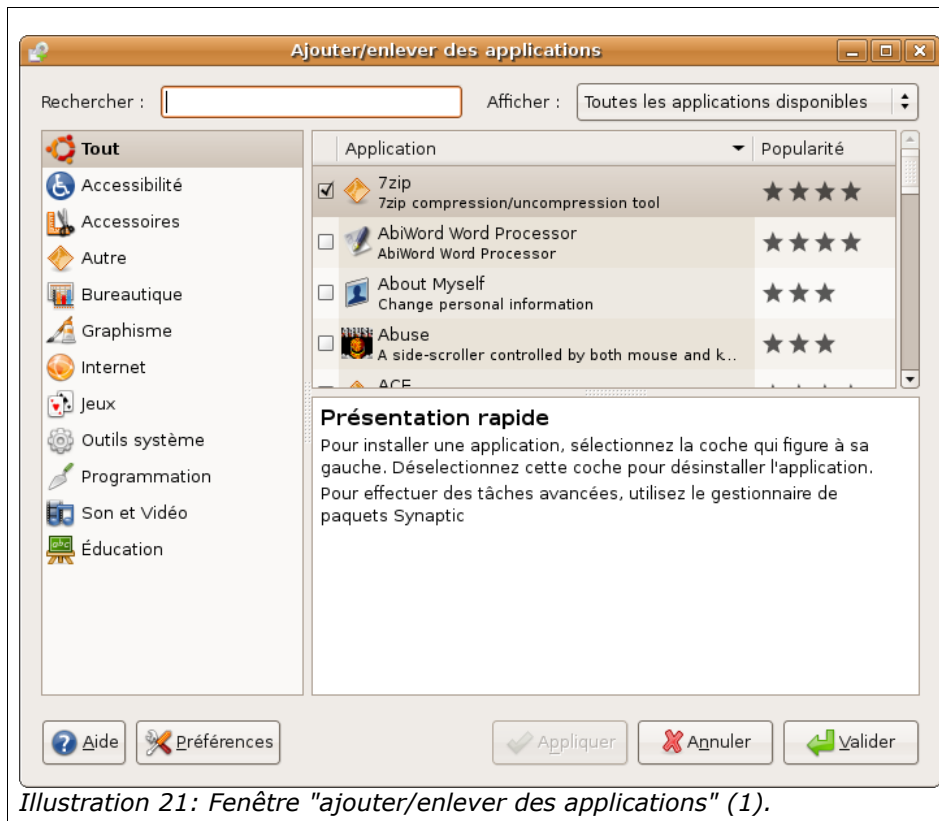 Ajouter/enlever des applications
Rechercher : Afficher : Toutes les applications disponibles
Tout
Accessibilité
Accessoires
Autre
Bureautique
Graphisme
Internet
Jeux
Outils système
Programmation
Son et Vidéo
Éducation
Application Popularité
7zip
7zip compression/uncompression tool
AbiWord Word Processor
AbiWord Word Processor
About Myself
Change personal information
Abuse
A side-scroller controlled by both mouse and k...
ACE
Présentation rapide
Pour installer une application, sélectionnez la coche qui figure à sa
gauche. Déselectionnez cette coche pour désinstaller l'application.
Pour effectuer des tâches avancées, utilisez le gestionnaire de
paquets Synaptic
Aide Préférences Appliquer Annuler Valider
Illustration 21: Fenêtre "ajouter/enlever des applications" (1).